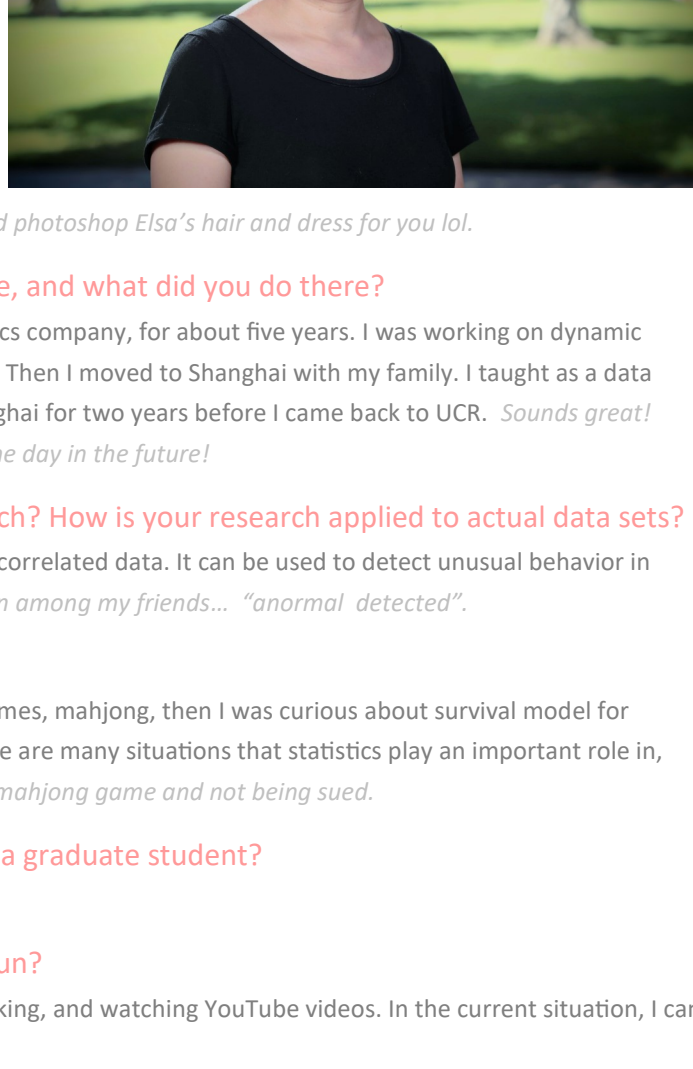 d photoshop Elsa's hair and dress for you lol.
e, and what did you do there?
cs company, for about five years. I was working on dynamic
Then I moved to Shanghai with my family. I taught as a data
ghai for two years before I came back to UCR. Sounds great!
ne day in the future!
ch? How is your research applied to actual data sets?
correlated data. It can be used to detect unusual behavior in
n among my friends… “anormal detected”.
mes, mahjong, then I was curious about survival model for
e are many situations that statistics play an important role in,
mahjong game and not being sued.
a graduate student?
un?
king, and watching YouTube videos. In the current situation, I can